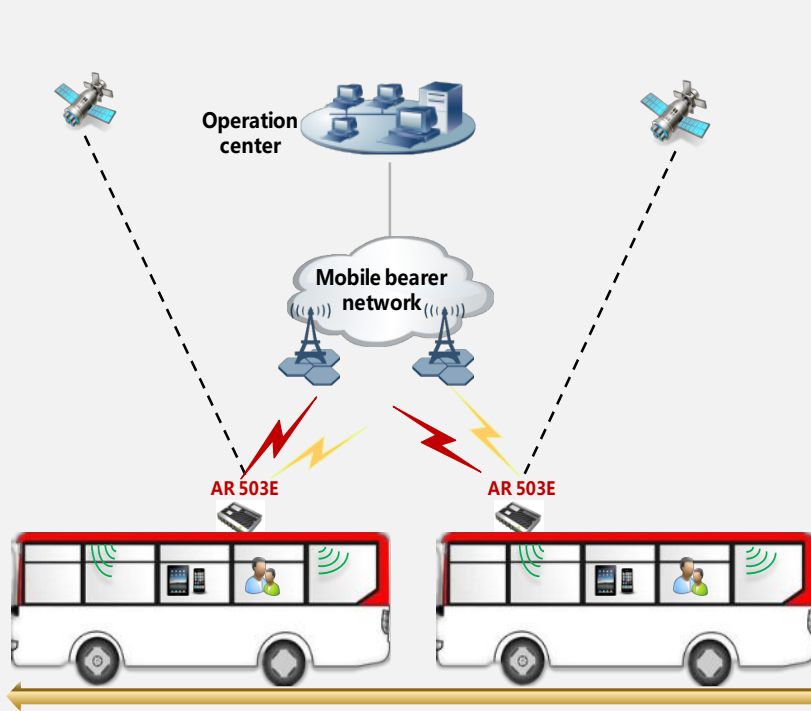 Operation
center
Mobile bearer
network
AR 503E
AR 503E